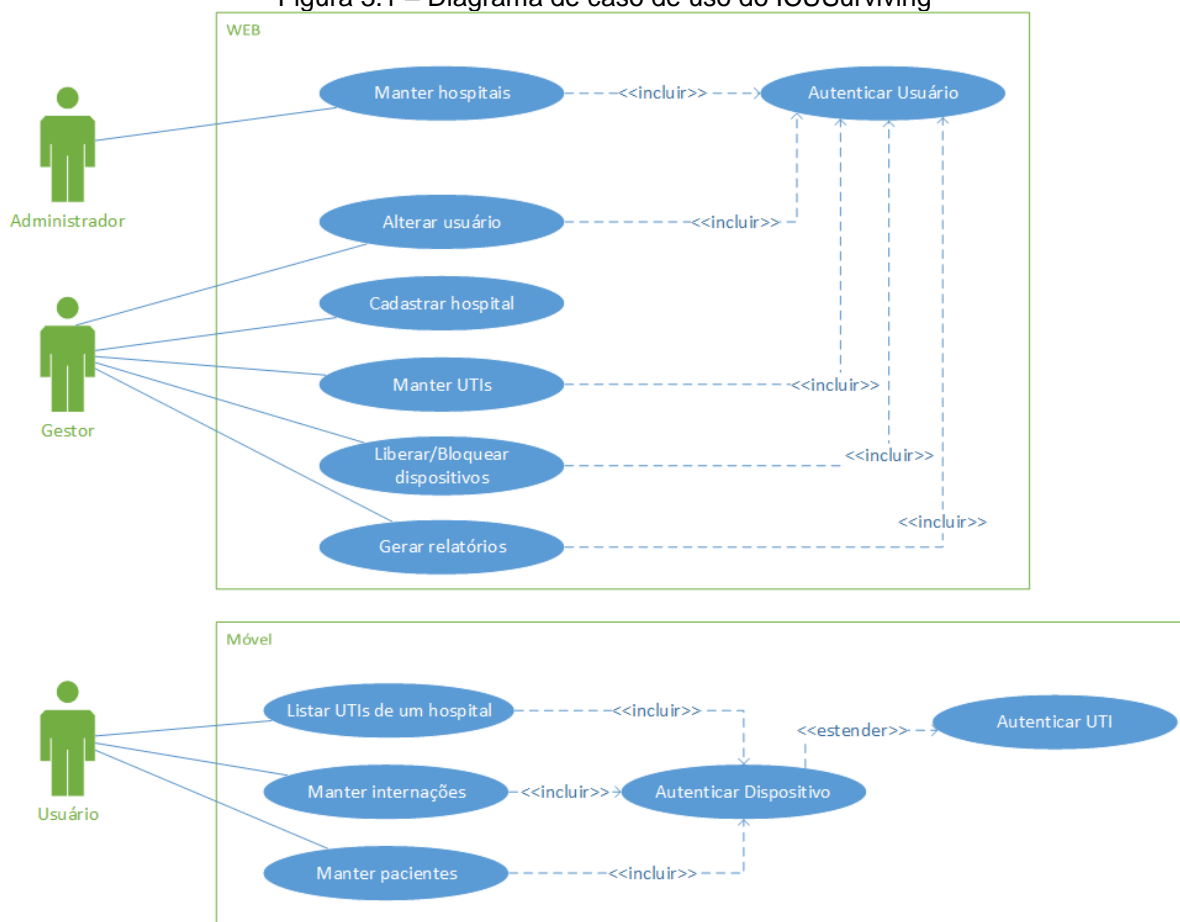 Figura 3.1 – Diagrama de caso de uso do ICUSurviving
WEB
Manter hospitais
<<incluir>>
Autenticar Usuário
Administrador
Alterar usuário
<<incluir>>
Cadastrar hospital
Manter UTIs
<<incluir>>
Gestor
Liberar/Bloquear
dispositivos
<<incluir>>
Gerar relatórios
<<incluir>>
Móvel
Listar UTIs de um hospital
<<incluir>>
Autenticar UTI
<<estender>>
Manter internações
<<incluir>>
Autenticar Dispositivo
Usuário
Manter pacientes
<<incluir>>